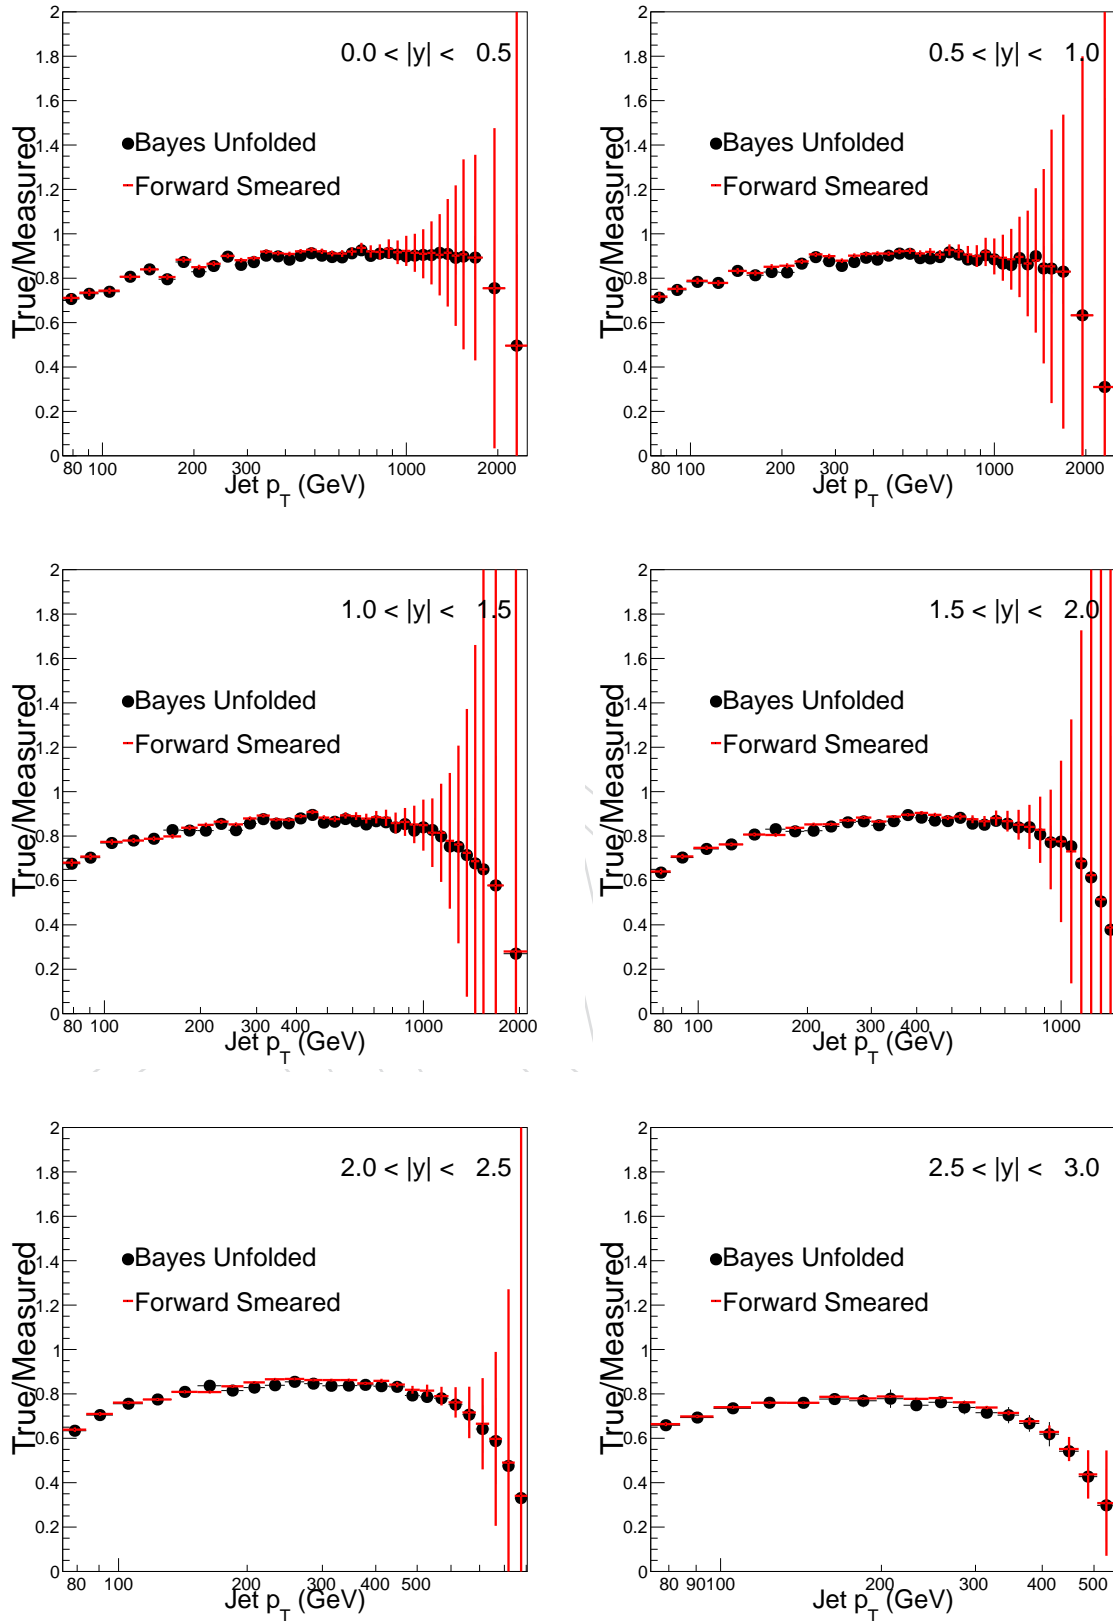 2
1.8
1.6
1.4
1.2
1
0.8
0.6
0.4
0.2
0
True/Measured
0.0 < |y| < 0.5
Bayes Unfolded
Forward Smeared
80 100 200 300 1000 2000
Jet p_T (GeV)
2
1.8
1.6
1.4
1.2
1
0.8
0.6
0.4
0.2
0
True/Measured
0.5 < |y| < 1.0
Bayes Unfolded
Forward Smeared
80 100 200 300 1000 2000
Jet p_T (GeV)
2
1.8
1.6
1.4
1.2
1
0.8
0.6
0.4
0.2
0
True/Measured
1.0 < |y| < 1.5
Bayes Unfolded
Forward Smeared
80 100 200 300 400 1000 2000
Jet p_T (GeV)
2
1.8
1.6
1.4
1.2
1
0.8
0.6
0.4
0.2
0
True/Measured
1.5 < |y| < 2.0
Bayes Unfolded
Forward Smeared
80 100 200 300 400 1000
Jet p_T (GeV)
2
1.8
1.6
1.4
1.2
1
0.8
0.6
0.4
0.2
0
True/Measured
2.0 < |y| < 2.5
Bayes Unfolded
Forward Smeared
80 100 200 300 400 500
Jet p_T (GeV)
2
1.8
1.6
1.4
1.2
1
0.8
0.6
0.4
0.2
0
True/Measured
2.5 < |y| < 3.0
Bayes Unfolded
Forward Smeared
80 90 100 200 300 400 500
Jet p_T (GeV)